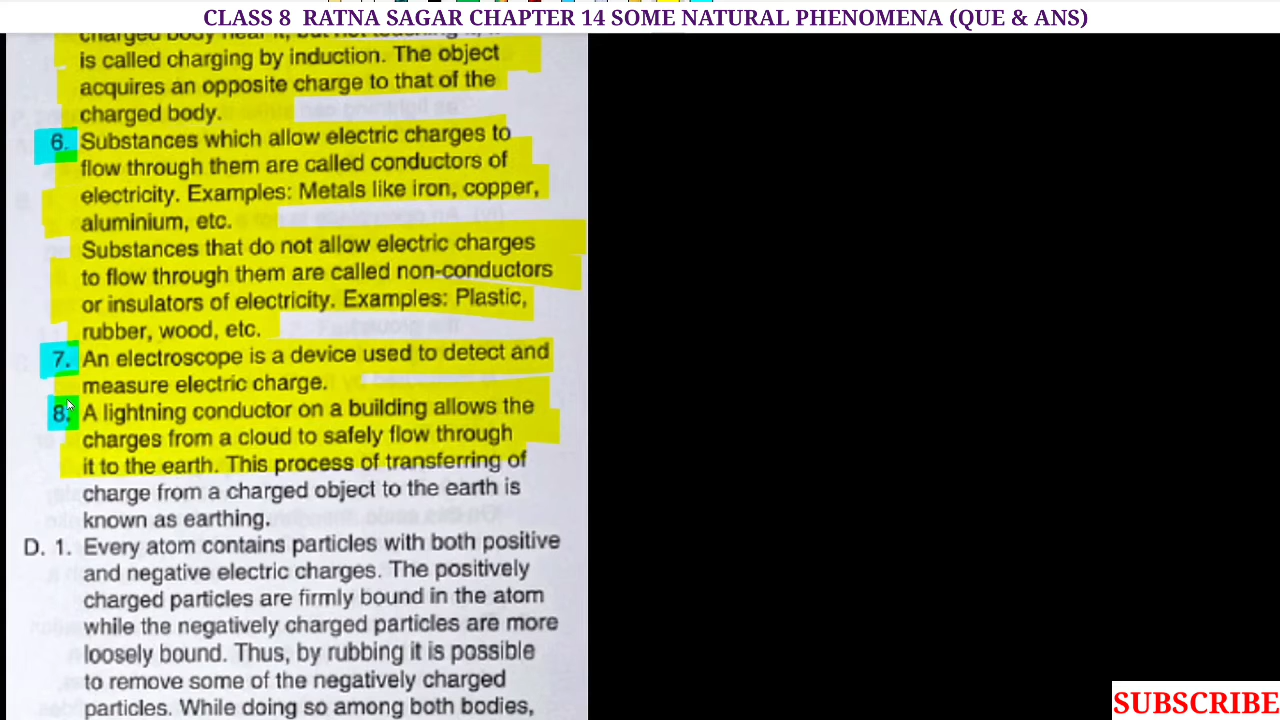 CLASS 8 RATNA SAGAR CHAPTER 14 SOME NATURAL PHENOMENA (QUE & ANS)
charged body near it, but not touching it, it
is called charging by induction. The object
acquires an opposite charge to that of the
charged body.
6. Substances which allow electric charges to
flow through them are called conductors of
electricity. Examples: Metals like iron, copper,
aluminium, etc.
Substances that do not allow electric charges
to flow through them are called non-conductors
or insulators of electricity. Examples: Plastic,
rubber, wood, etc.
7. An electroscope is a device used to detect and
measure electric charge.
8. A lightning conductor on a building allows the
charges from a cloud to safely flow through
it to the earth. This process of transferring of
charge from a charged object to the earth is
known as earthing.
D. 1. Every atom contains particles with both positive
and negative electric charges. The positively
charged particles are firmly bound in the atom
while the negatively charged particles are more
loosely bound. Thus, by rubbing it is possible
to remove some of the negatively charged
particles. While doing so among both bodies,
SUBSCRIBE